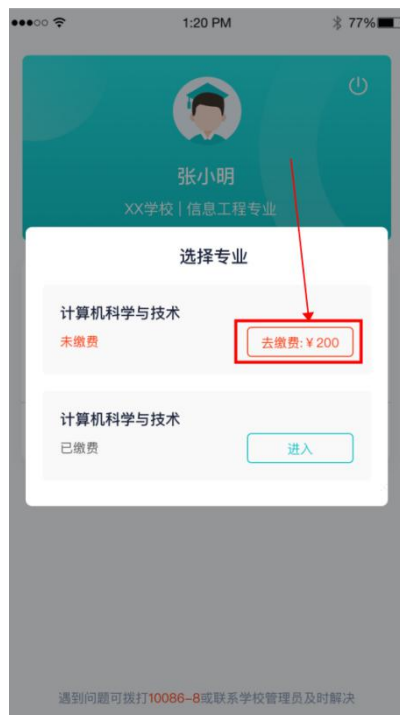 1:20 PM
77%
张小明
XX学校 | 信息工程专业
选择专业
计算机科学与技术
未缴费
去缴费:¥200
计算机科学与技术
已缴费
进入
遇到问题可拨打10086-8或联系学校管理员及时解决